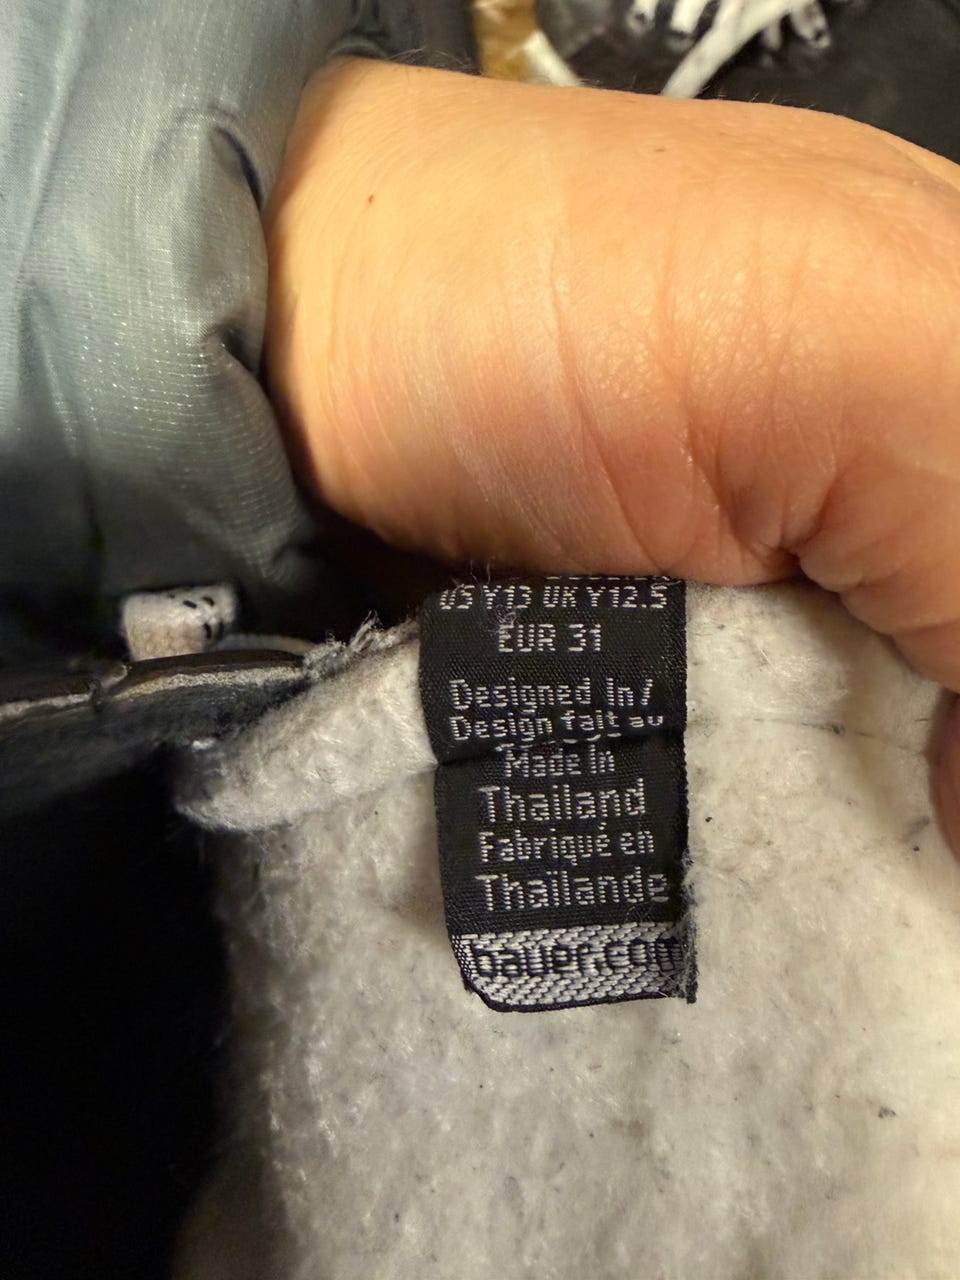 US Y13 UK Y12.5
EUR 31
Designed in/
Design fait au
Made in
Thailand
Fabriqué en
Thaïlande
bauer.com